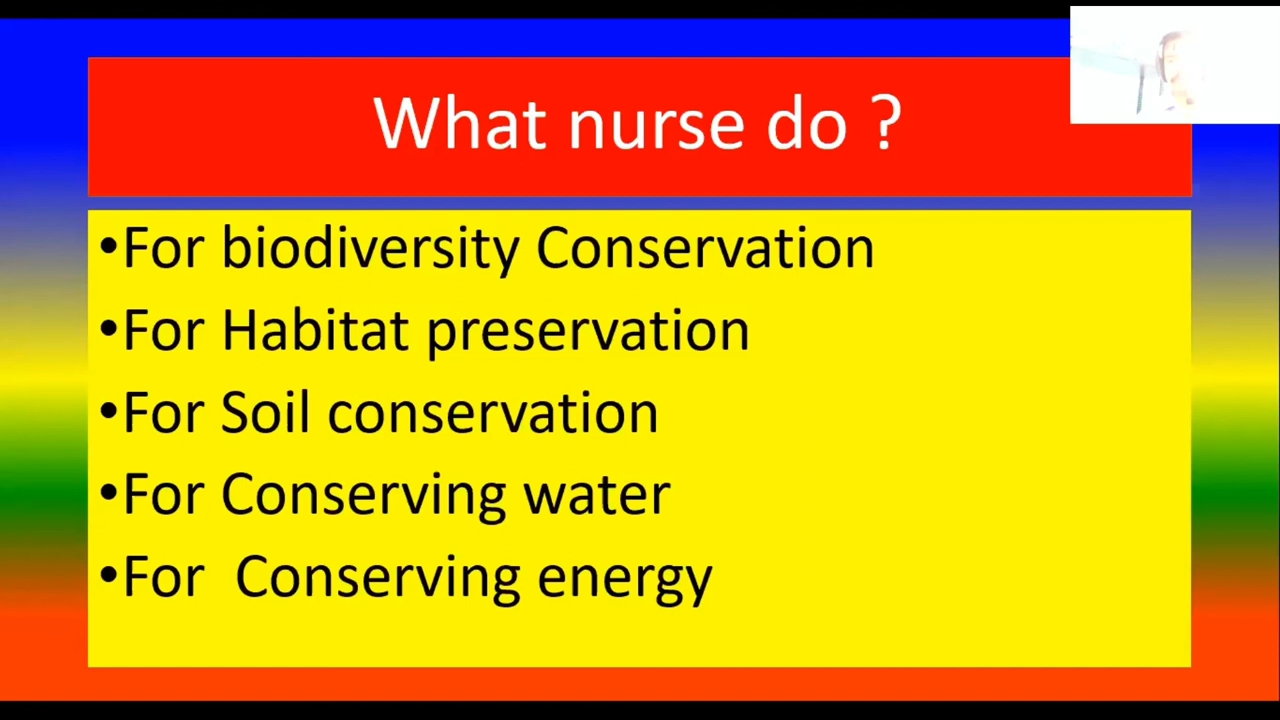 What nurse do ?
•For biodiversity Conservation
•For Habitat preservation
•For Soil conservation
•For Conserving water
•For  Conserving energy